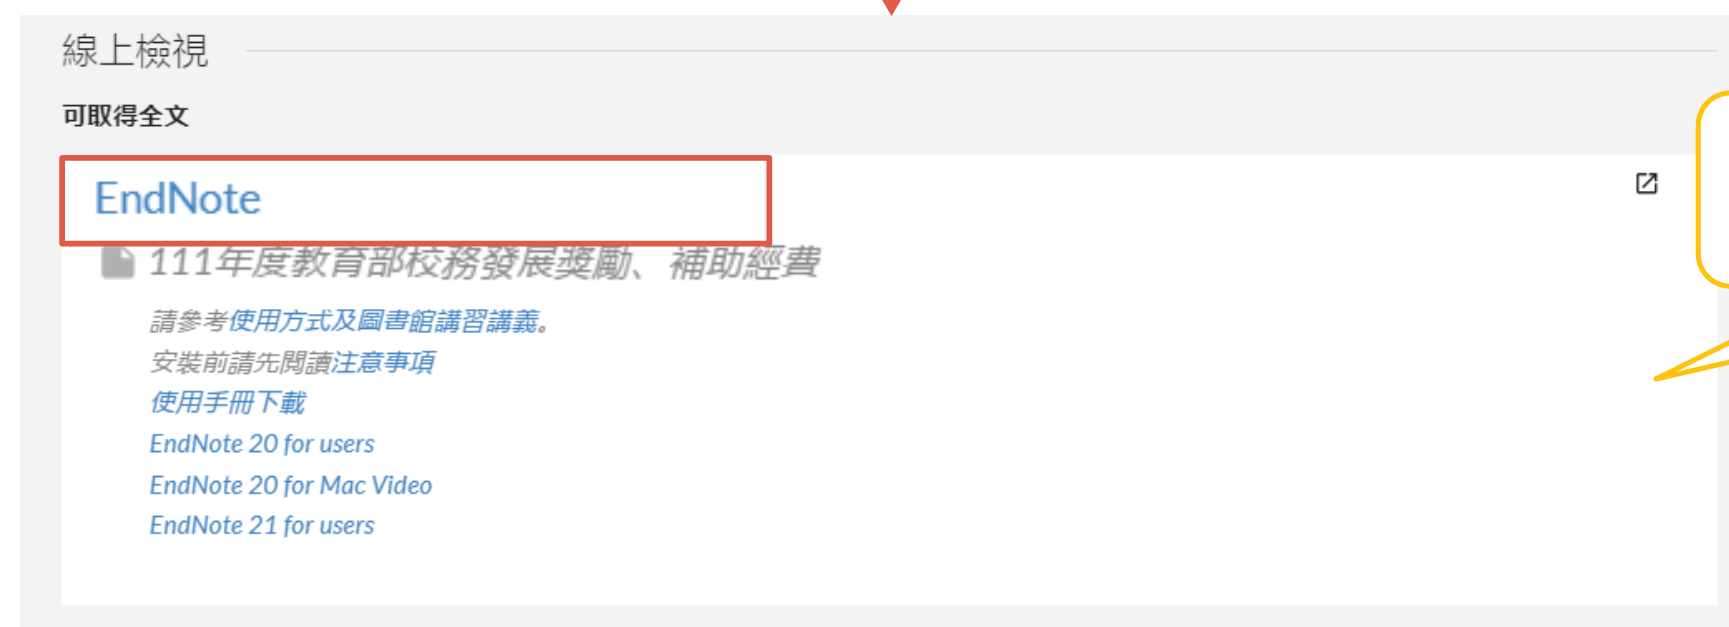 線上檢視
可取得全文
EndNote
111年度教育部校務發展獎勵、補助經費
請參考使用方式及圖書館講習講義。
安裝前請先閱讀注意事項
使用手冊下載
EndNote 20 for users
EndNote 20 for Mac Video
EndNote 21 for users